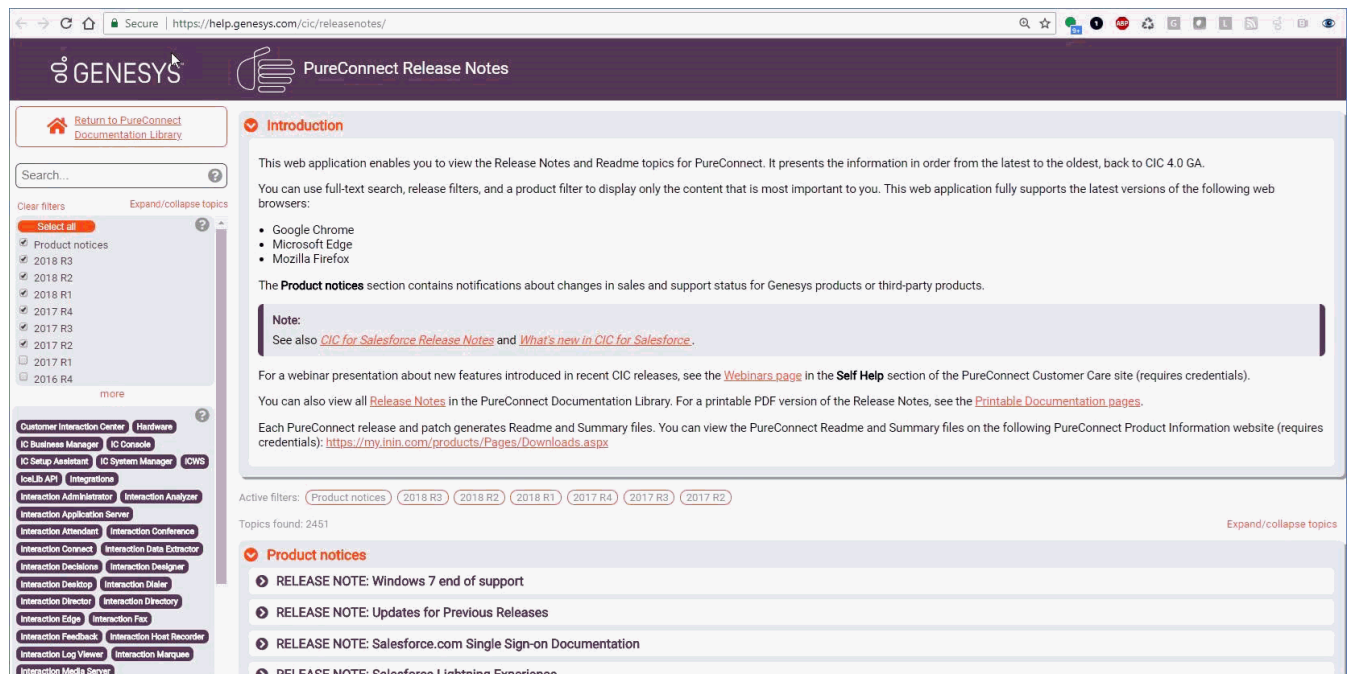 Secure | https://help.genesys.com/cic/releasenotes/
GENESYS
PureConnect Release Notes
Return to PureConnect
Documentation Library
Search...
Clear filters
Expand/collapse topics
Select all
Product notices
2018 R3
2018 R2
2018 R1
2017 R4
2017 R3
2017 R2
2017 R1
2016 R4
more
Customer Interaction Center Hardware
IC Business Manager IC Console
IC Setup Assistant IC System Manager ICWS
IceLib API Integrations
Interaction Administrator Interaction Analyzer
Interaction Application Server
Interaction Attendant Interaction Conference
Interaction Connect Interaction Data Extractor
Interaction Decisions Interaction Designer
Interaction Desktop Interaction Dialer
Interaction Director Interaction Directory
Interaction Edge Interaction Fax
Interaction Feedback Interaction Host Recorder
Interaction Log Viewer Interaction Marquee
Interaction Media Server
Introduction
This web application enables you to view the Release Notes and Readme topics for PureConnect. It presents the information in order from the latest to the oldest, back to CIC 4.0 GA.
You can use full-text search, release filters, and a product filter to display only the content that is most important to you. This web application fully supports the latest versions of the following web
browsers:
• Google Chrome
• Microsoft Edge
• Mozilla Firefox
The Product notices section contains notifications about changes in sales and support status for Genesys products or third-party products.
Note:
See also CIC for Salesforce Release Notes and What's new in CIC for Salesforce .
For a webinar presentation about new features introduced in recent CIC releases, see the Webinars page in the Self Help section of the PureConnect Customer Care site (requires credentials).
You can also view all Release Notes in the PureConnect Documentation Library. For a printable PDF version of the Release Notes, see the Printable Documentation pages.
Each PureConnect release and patch generates Readme and Summary files. You can view the PureConnect Readme and Summary files on the following PureConnect Product Information website (requires
credentials): https://my.inin.com/products/Pages/Downloads.aspx
Active filters: Product notices 2018 R3 2018 R2 2018 R1 2017 R4 2017 R3 2017 R2
Topics found: 2451
Expand/collapse topics
Product notices
RELEASE NOTE: Windows 7 end of support
RELEASE NOTE: Updates for Previous Releases
RELEASE NOTE: Salesforce.com Single Sign-on Documentation
RELEASE NOTE: Salesforce Lightning Experience